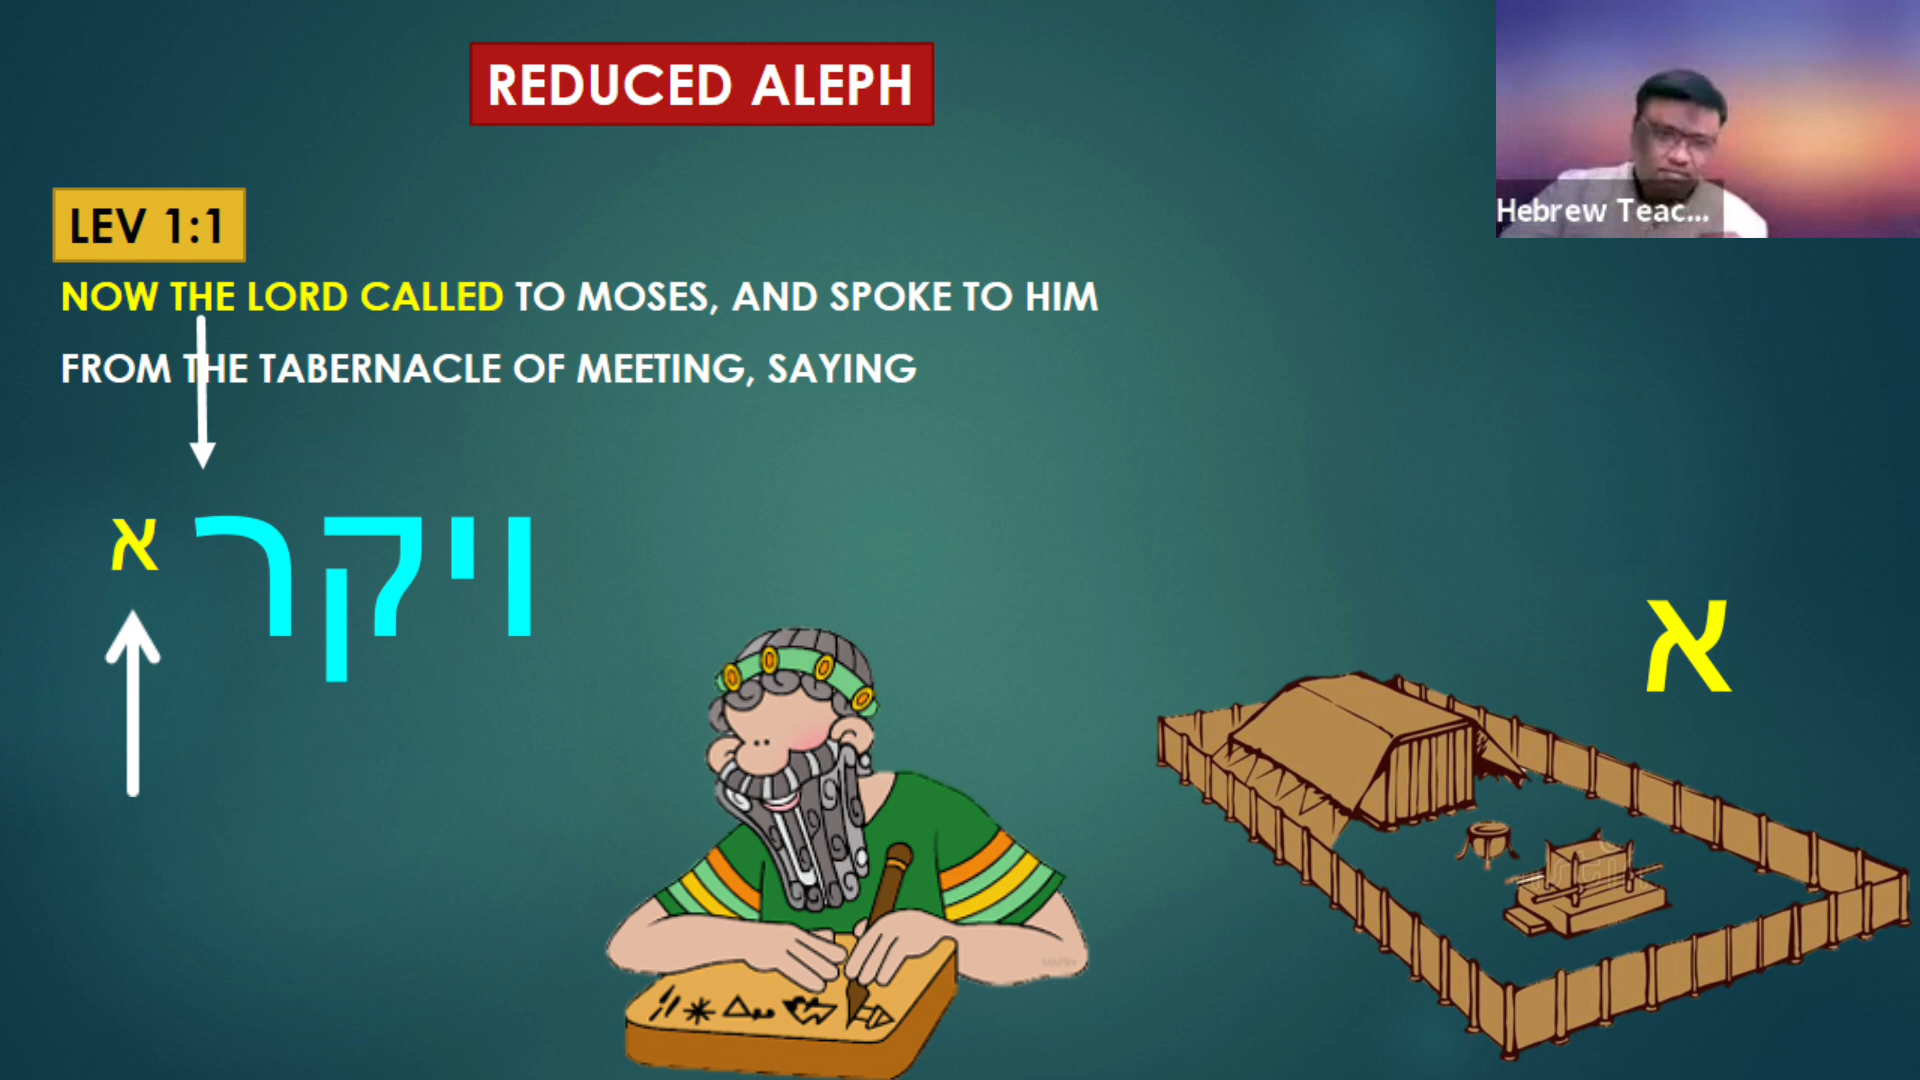 REDUCED ALEPH
Hebrew Teac...
LEV 1:1
NOW THE LORD CALLED TO MOSES, AND SPOKE TO HIM
FROM THE TABERNACLE OF MEETING, SAYING
ויקר א
א